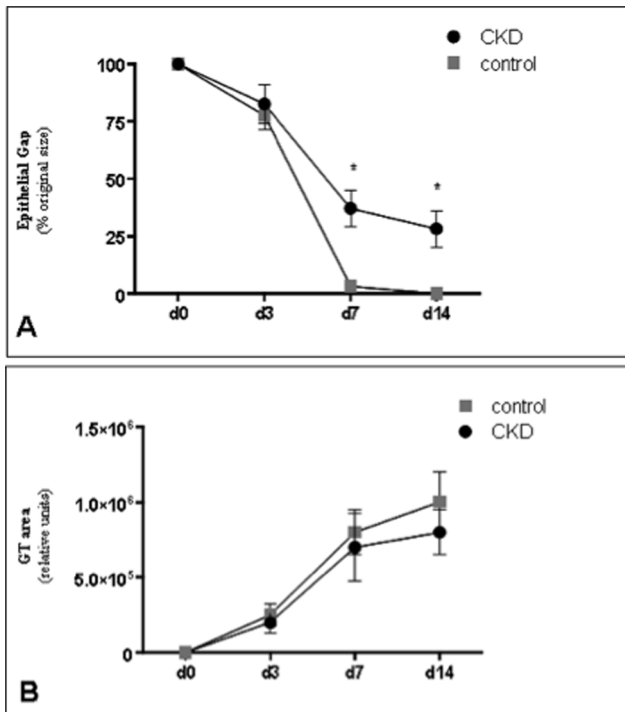 CKD
control
100
75
50
25
0
Epithelial Gap
(% original size)
*
*
d0 d3 d7 d14
A
control
CKD
1.5×10⁶
1.0×10⁶
5.0×10⁵
0
GT area
(relative units)
d0 d3 d7 d14
B